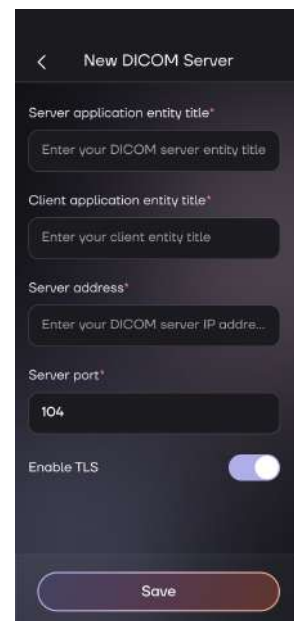 New DICOM Server
Server application entity title*
Enter your DICOM server entity title
Client application entity title*
Enter your client entity title
Server address*
Enter your DICOM server IP addre...
Server port*
104
Enable TLS
Save